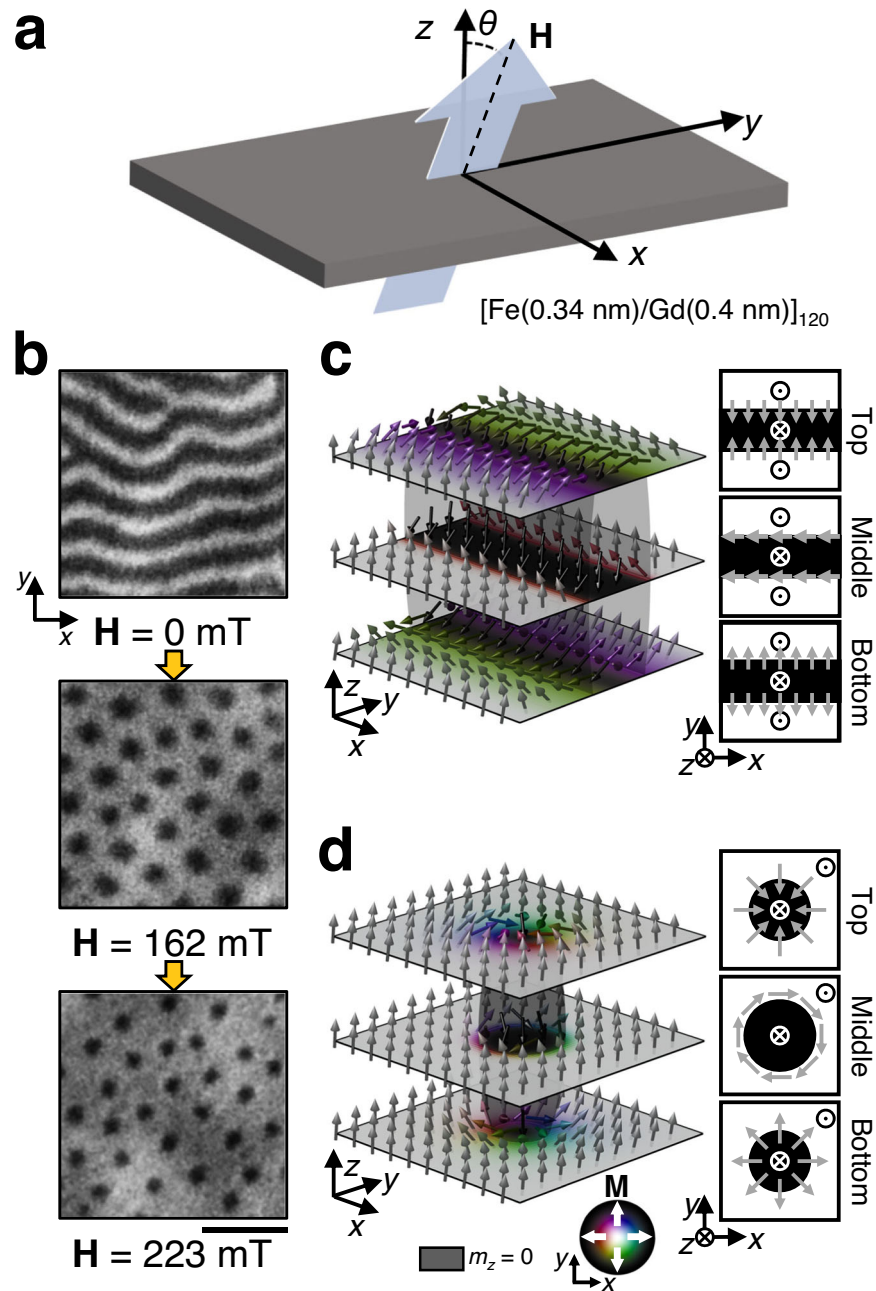 a
z
θ
H
y
x
[Fe(0.34 nm)/Gd(0.4 nm)]120
b
y
x
H = 0 mT
H = 162 mT
H = 223 mT
c
z
y
x
Top
Middle
Bottom
y
z
x
d
z
y
x
mz = 0
M
y
x
Top
Middle
Bottom
y
z
x